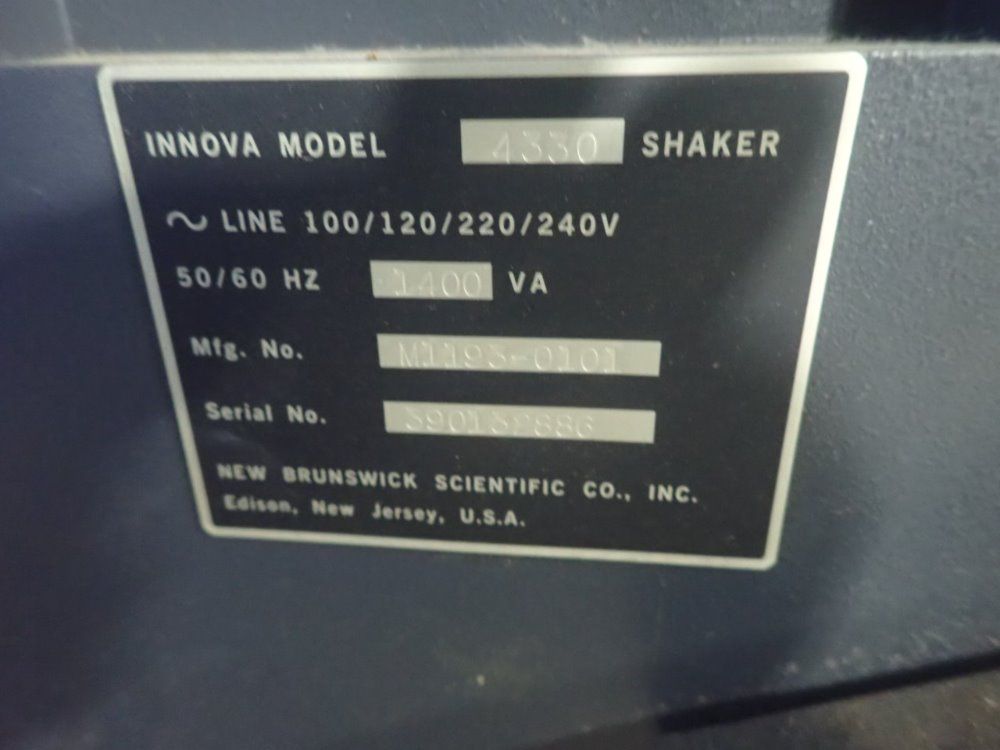 INNOVA MODEL 4330 SHAKER
~ LINE 100/120/220/240V
50/60 HZ 1400 VA
Mfg. No. M1193-0101
Serial No.
NEW BRUNSWICK SCIENTIFIC CO., INC.
Edison, New Jersey, U.S.A.